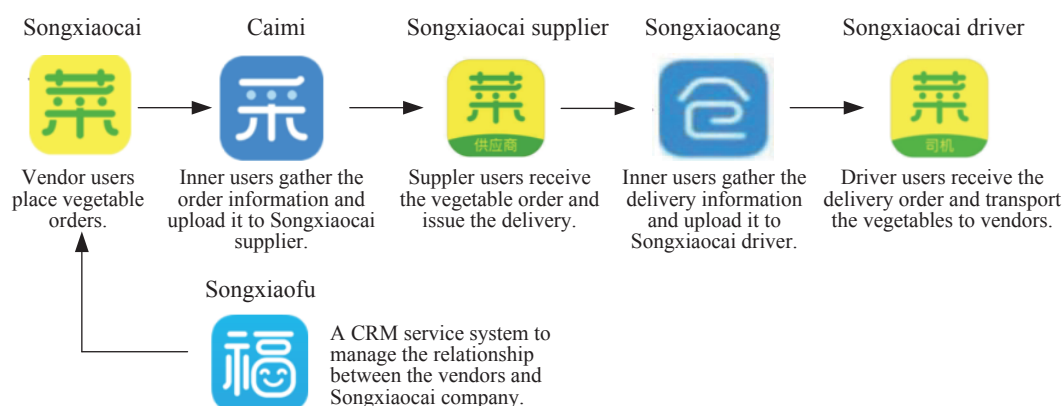 Songxiaocai
Caimi
Songxiaocai supplier
Songxiaocang
Songxiaocai driver
菜
采
菜
供应商
仓
菜
司机
Vendor users
place vegetable
orders.
Inner users gather the
order information and
upload it to Songxiaocai
supplier.
Suppler users receive
the vegetable order and
issue the delivery.
Inner users gather the
delivery information
and upload it to
Songxiaocai driver.
Driver users receive the
delivery order and transport
the vegetables to vendors.
Songxiaofu
福
A CRM service system to
manage the relationship
between the vendors and
Songxiaocai company.